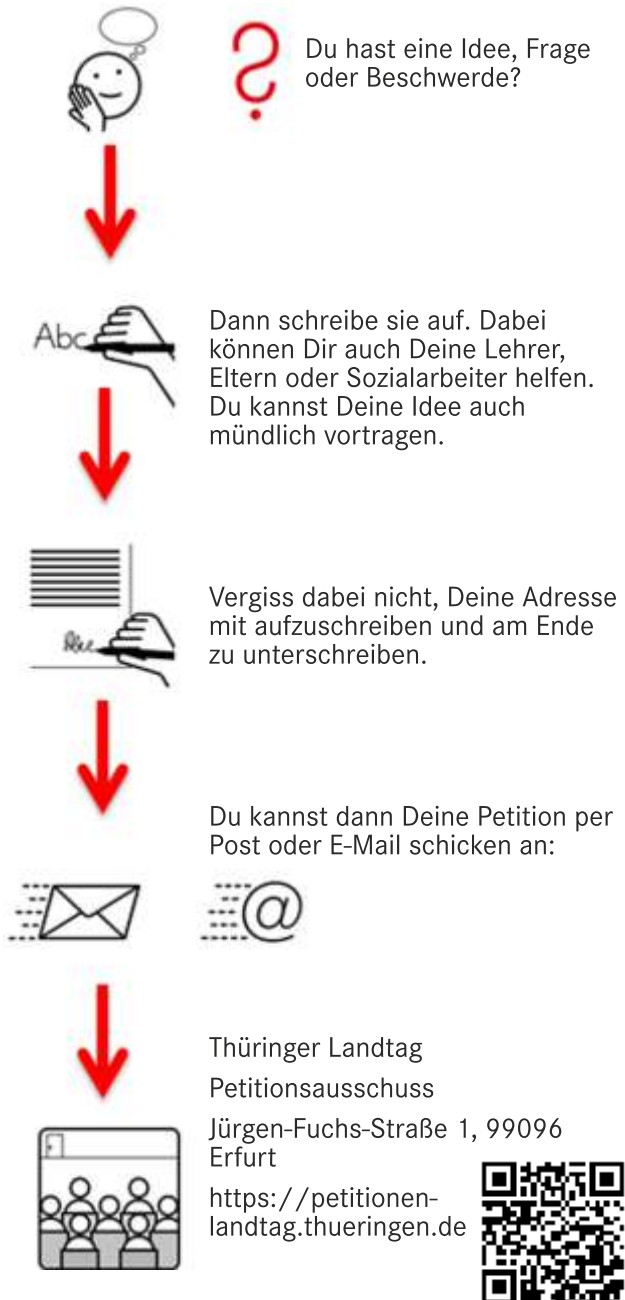 Du hast eine Idee, Frage
oder Beschwerde?
Abc
Dann schreibe sie auf. Dabei
können Dir auch Deine Lehrer,
Eltern oder Sozialarbeiter helfen.
Du kannst Deine Idee auch
mündlich vortragen.
Vergiss dabei nicht, Deine Adresse
mit aufzuschreiben und am Ende
zu unterschreiben.
Du kannst dann Deine Petition per
Post oder E-Mail schicken an:
@
Thüringer Landtag
Petitionsausschuss
Jürgen-Fuchs-Straße 1, 99096
Erfurt
https://petitionen-
landtag.thueringen.de